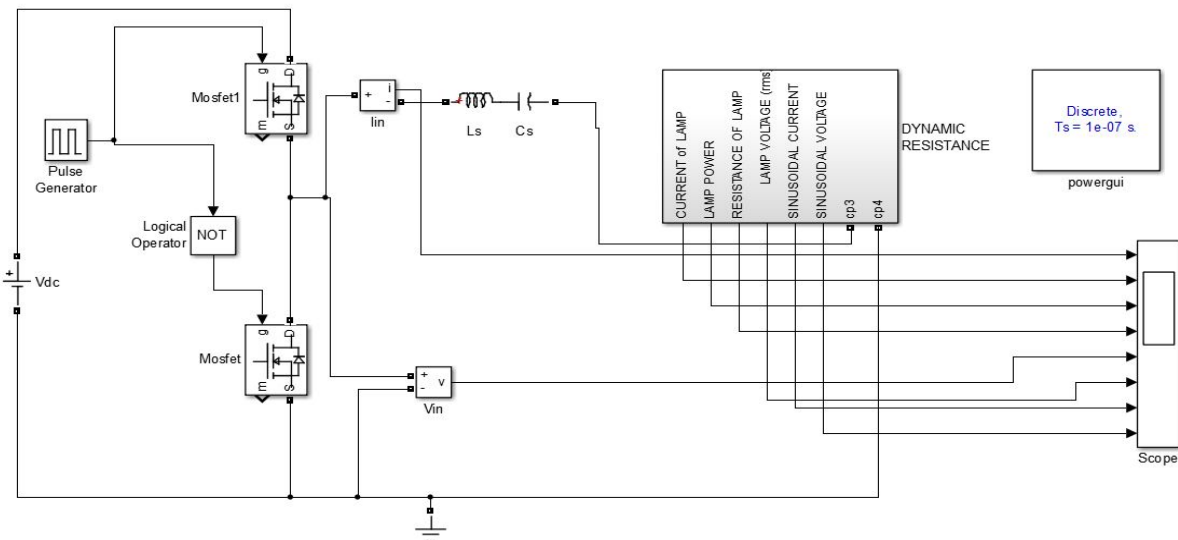 g
D
Mosfet1
m
S
Pulse
Generator
Logical
Operator
NOT
+
Vdc
g
D
Mosfet
m
S
+
i
-
Iin
Ls
Cs
+
-
v
Vin
CURRENT of LAMP
LAMP POWER
RESISTANCE OF LAMP
LAMP VOLTAGE (rms)
SINUSOIDAL CURRENT
SINUSOIDAL VOLTAGE
cp3
cp4
DYNAMIC
RESISTANCE
Discrete,
Ts = 1e-07 s.
powergui
Scope